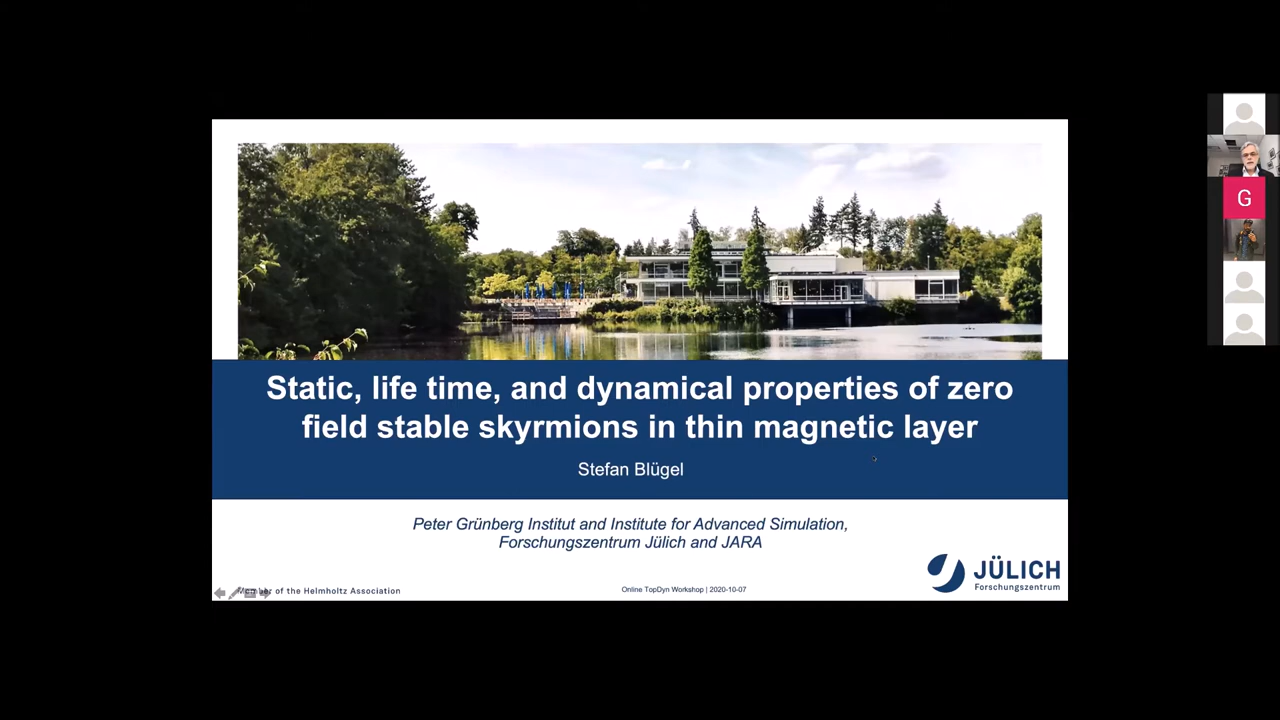 Static, life time, and dynamical properties of zero
field stable skyrmions in thin magnetic layer
Stefan Blügel
Peter Grünberg Institut and Institute for Advanced Simulation,
Forschungszentrum Jülich and JARA
Member of the Helmholtz Association
Online TopDyn Workshop | 2020-10-07
JÜLICH
Forschungszentrum
G